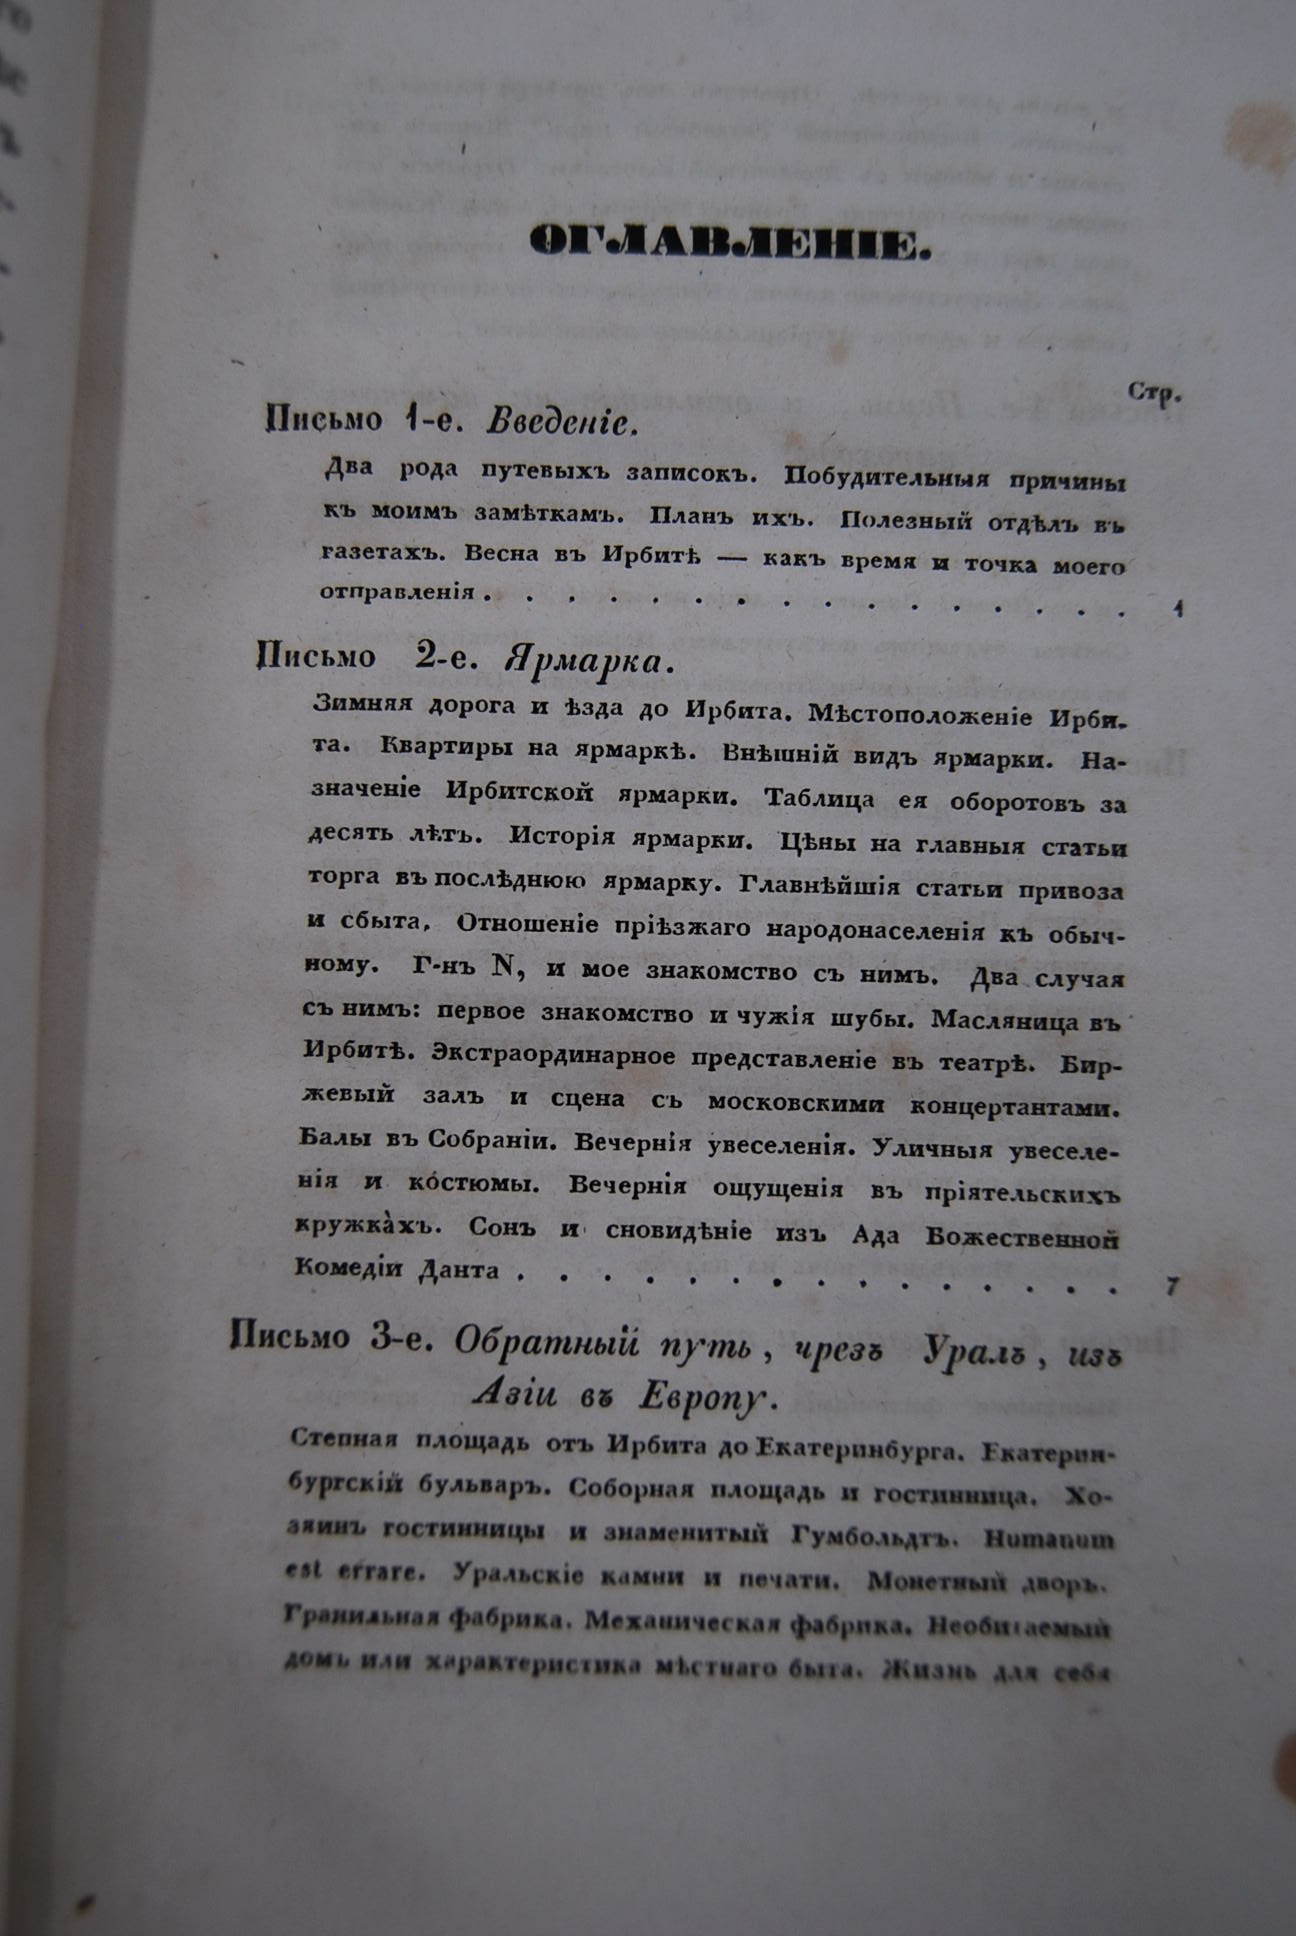 ОГЛАВЛЕНІЕ.
Стр.
Письмо 1-е. Введеніе.
Два рода путевыхъ записокъ. Побудительныя причины
къ моимъ замѣткамъ. Планъ ихъ. Полезный отдѣлъ въ
газетахъ. Весна въ Ирбитѣ — какъ время и точка моего
отправленія . . . . . . . . . . . . . . . . 1
Письмо 2-е. Ярмарка.
Зимняя дорога и ѣзда до Ирбита. Мѣстоположеніе Ирби-
та. Квартиры на ярмаркѣ. Внѣшній видъ ярмарки. На-
значеніе Ирбитской ярмарки. Таблица ея оборотовъ за
десять лѣтъ. Исторія ярмарки. Цѣны на главныя статьи
торга въ послѣднюю ярмарку. Главнѣйшія статьи привоза
и сбыта. Отношеніе пріѣзжаго народонаселенія къ обыч-
ному. Г-нъ N, и мое знакомство съ нимъ. Два случая
съ нимъ: первое знакомство и чужія шубы. Масляница въ
Ирбитѣ. Экстраординарное представленіе въ театрѣ. Бир-
жевый залъ и сцена съ московскими концертантами.
Балы въ Собраніи. Вечернія увеселенія. Уличныя увеселе-
нія и костюмы. Вечернія ощущенія въ пріятельскихъ
кружкахъ. Сонъ и сновидѣніе изъ Ада Божественной
Комедіи Данта . . . . . . . . . . . . . . . 7
Письмо 3-е. Обратный путь, чрезъ Уралъ, изъ
Азіи въ Европу.
Степная площадь отъ Ирбита до Екатеринбурга. Екатерин-
бургскій бульваръ. Соборная площадь и гостинница. Хо-
зяинъ гостинницы и знаменитый Гумбольдтъ. Humanum
est errare. Уральскіе камни и печати. Монетный дворъ.
Гранильная фабрика. Механическая фабрика. Необитаемый
домъ или характеристика мѣстнаго быта. Жизнь для себя